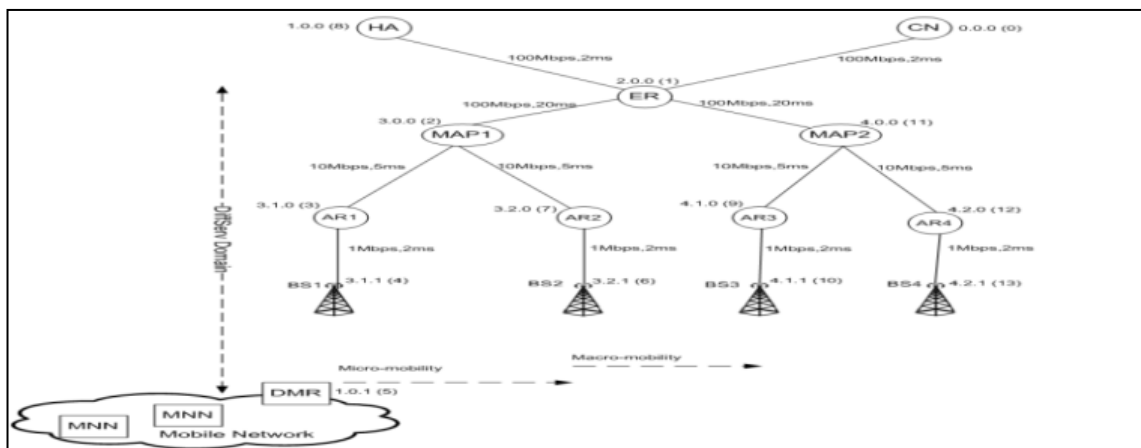 1.0.0 (8) HA CN 0.0.0 (0)
100Mbps,2ms 100Mbps,2ms
2.0.0 (1)
ER
100Mbps,20ms 100Mbps,20ms
3.0.0 (2) 4.0.0 (11)
MAP1 MAP2
10Mbps,5ms 10Mbps,5ms 10Mbps,5ms 10Mbps,5ms
3.1.0 (3) AR1 3.2.0 (7) AR2 4.1.0 (9) AR3 4.2.0 (12) AR4
DiffServ Domain
1Mbps,2ms 1Mbps,2ms 1Mbps,2ms 1Mbps,2ms
BS1 3.1.1 (4) BS2 3.2.1 (6) BS3 4.1.1 (10) BS4 4.2.1 (13)
Macro-mobility
Micro-mobility
DMR 1.0.1 (5)
MNN MNN
Mobile Network